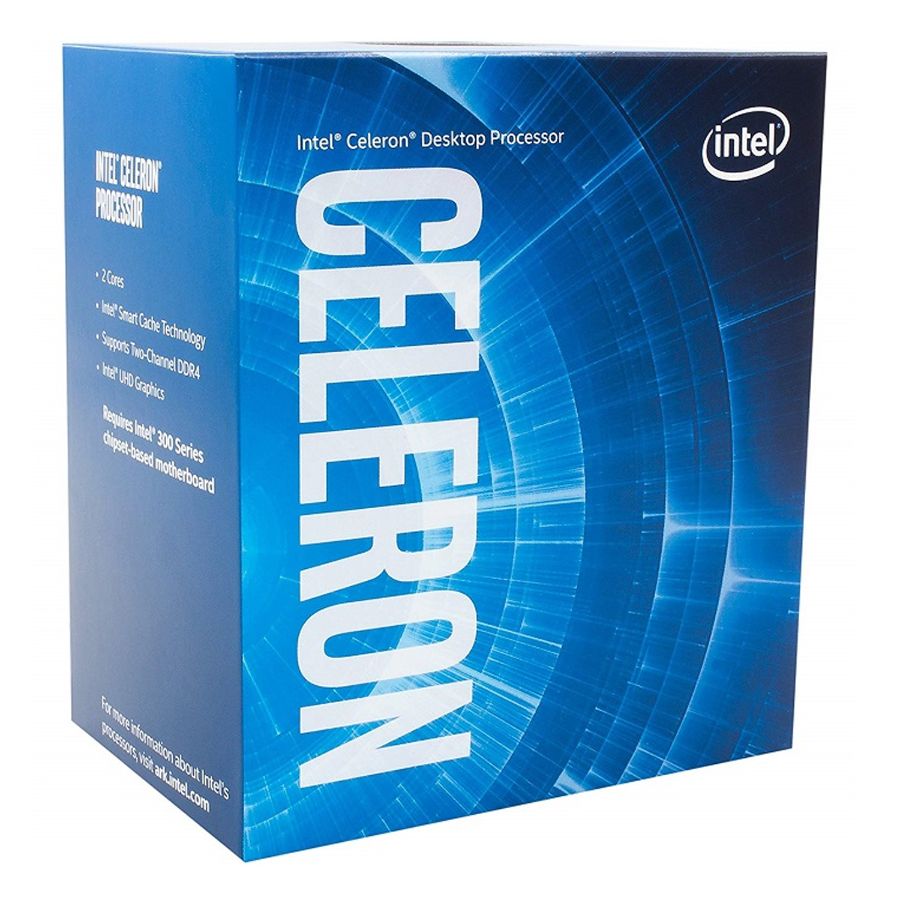 Intel® Celeron® Desktop Processor
intel®
CELERON
INTEL® CELERON®
PROCESSOR
• 2 Cores
• Intel® Smart Cache Technology
• Supports Two-Channel DDR4
• Intel® UHD Graphics
Requires Intel® 300 Series
chipset-based motherboard
For more information about Intel's
processors, visit ark.intel.com